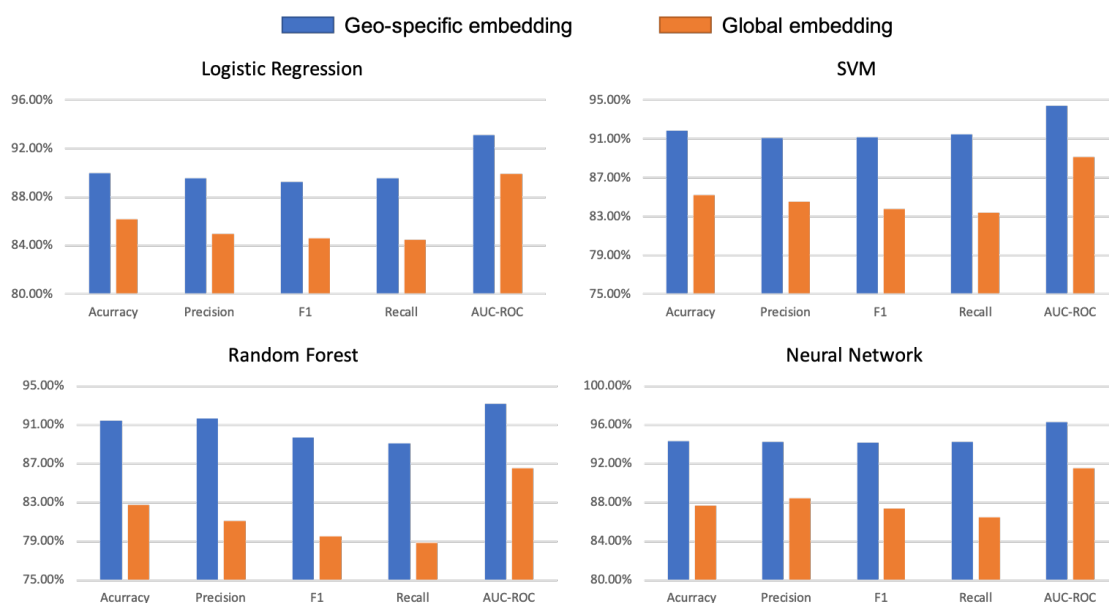 Geo-specific embedding Global embedding
Logistic Regression
96.00%
92.00%
88.00%
84.00%
80.00%
Acurracy Precision F1 Recall AUC-ROC
SVM
95.00%
91.00%
87.00%
83.00%
79.00%
75.00%
Acurracy Precision F1 Recall AUC-ROC
Random Forest
95.00%
91.00%
87.00%
83.00%
79.00%
75.00%
Acurracy Precision F1 Recall AUC-ROC
Neural Network
100.00%
96.00%
92.00%
88.00%
84.00%
80.00%
Acurracy Precision F1 Recall AUC-ROC